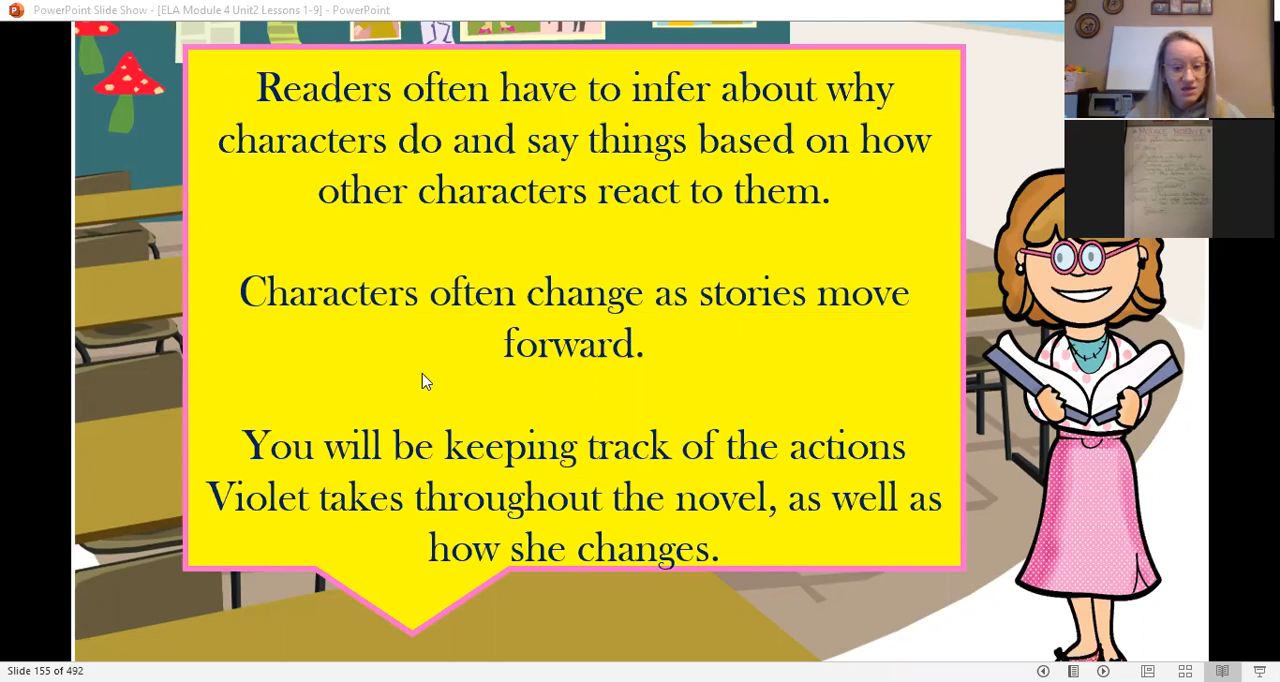 PowerPoint Slide Show - [ELA Module 4 Unit2 Lessons 1-9] - PowerPoint
Readers often have to infer about why
characters do and say things based on how
other characters react to them.
Characters often change as stories move
forward.
You will be keeping track of the actions
Violet takes throughout the novel, as well as
how she changes.
Slide 155 of 492